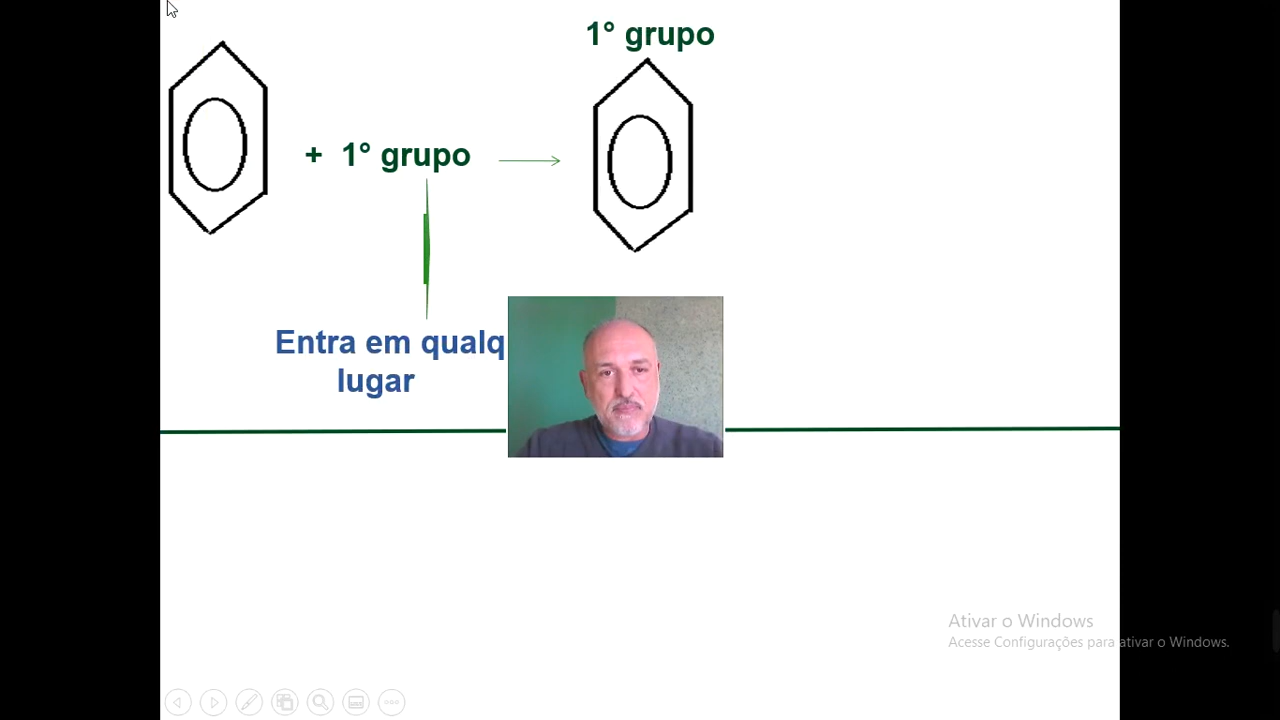 1° grupo
+ 1° grupo
Entra em qualq
lugar
Ativar o Windows
Acesse Configurações para ativar o Windows.